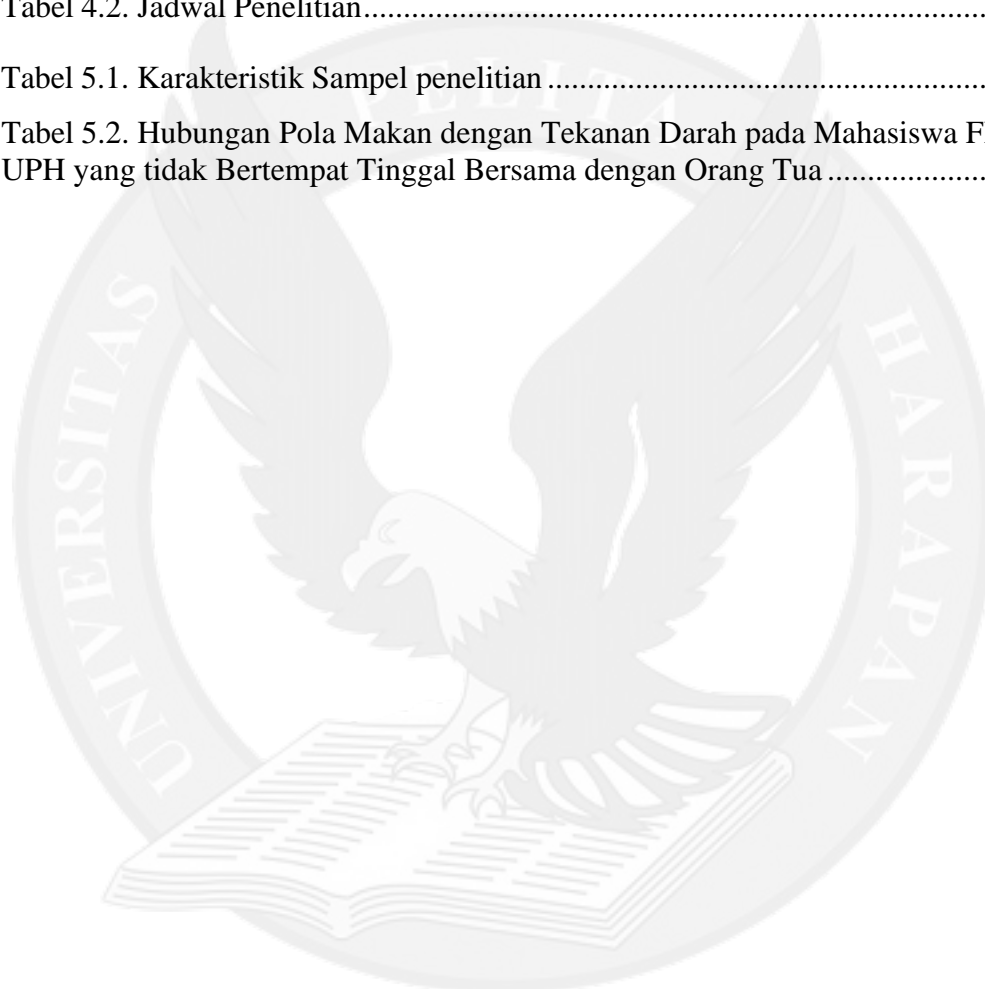 Tabel 4.2. Jadwal Penelitian.......................................................................................
Tabel 5.1. Karakteristik Sampel penelitian.......................................................
Tabel 5.2. Hubungan Pola Makan dengan Tekanan Darah pada Mahasiswa
UPH yang tidak Bertempat Tinggal Bersama dengan Orang Tua....................
UNIVERSITAS PELITA HARAPAN